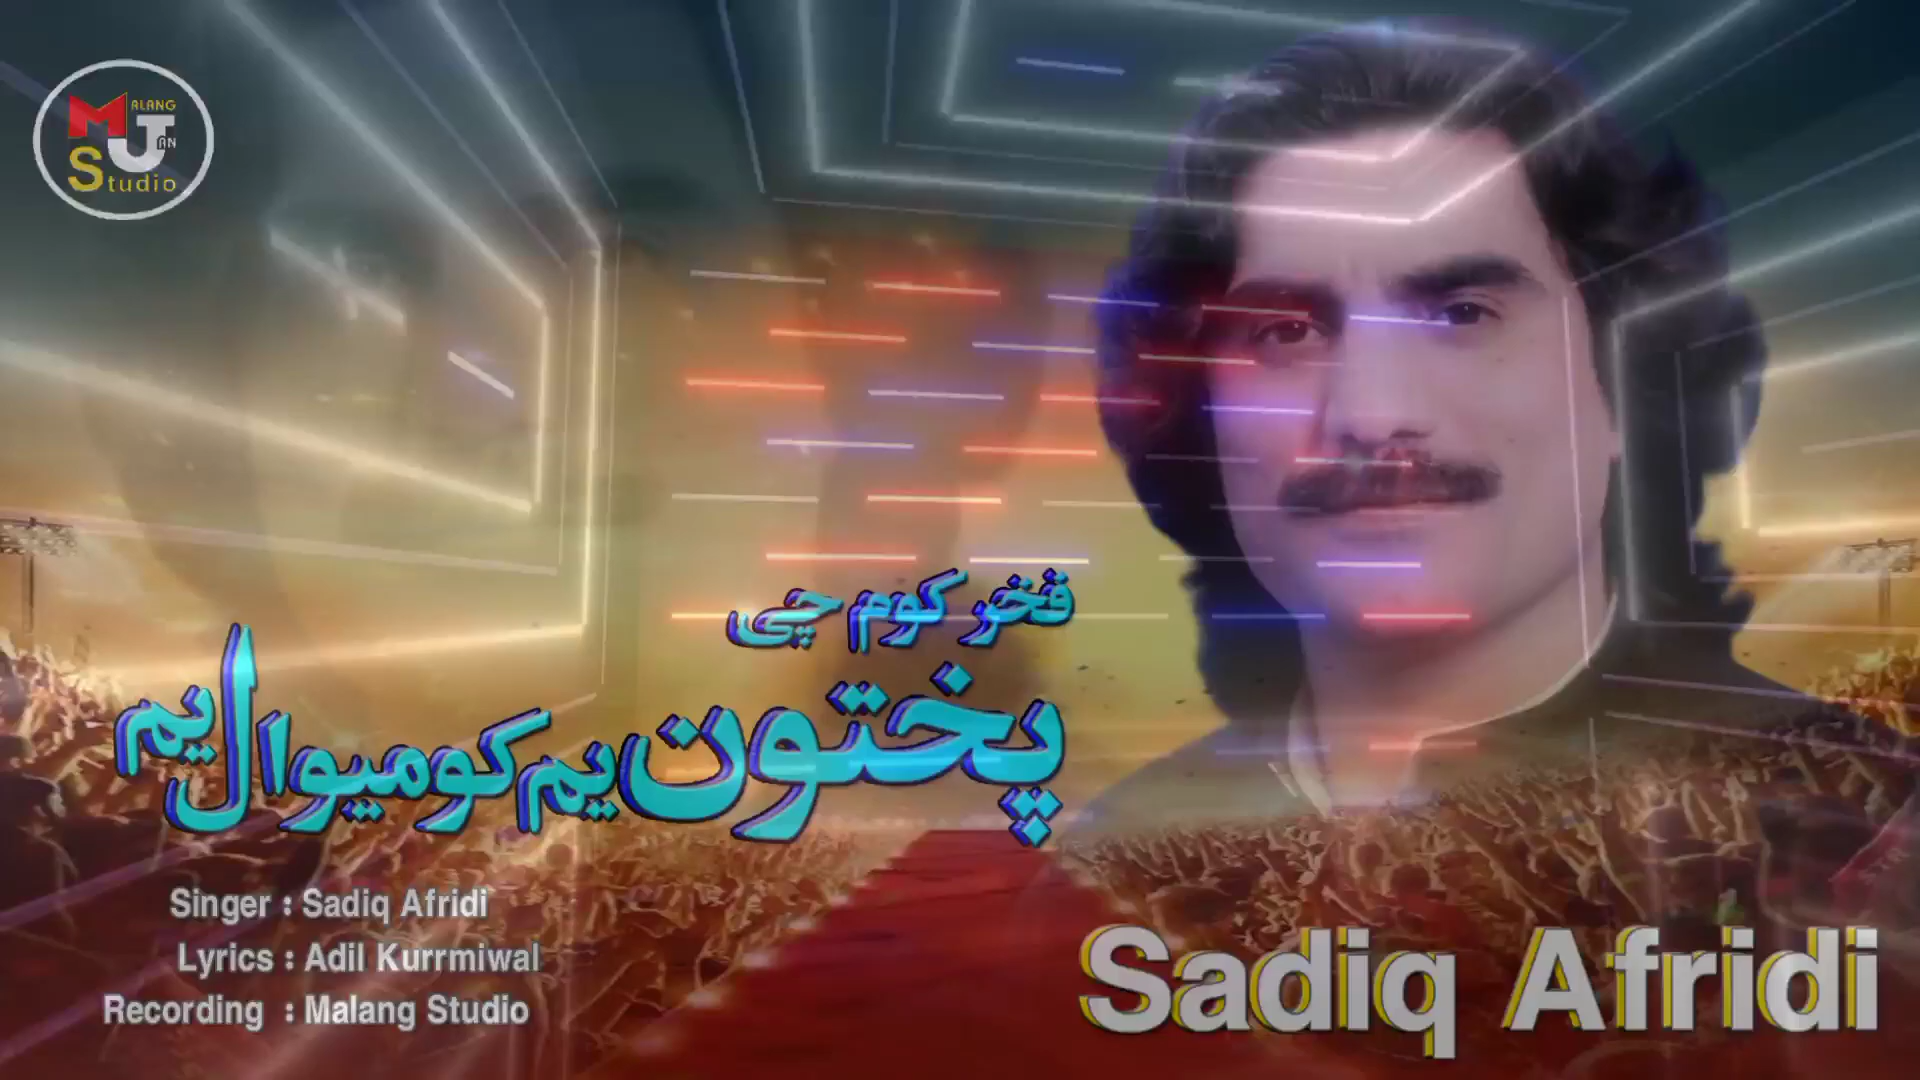 MALANG
JAN
Studio
فخر کوم چی
پختون یم کومیوال یم
Singer : Sadiq Afridi
Lyrics : Adil Kurrmiwal
Recording : Malang Studio
Sadiq Afridi